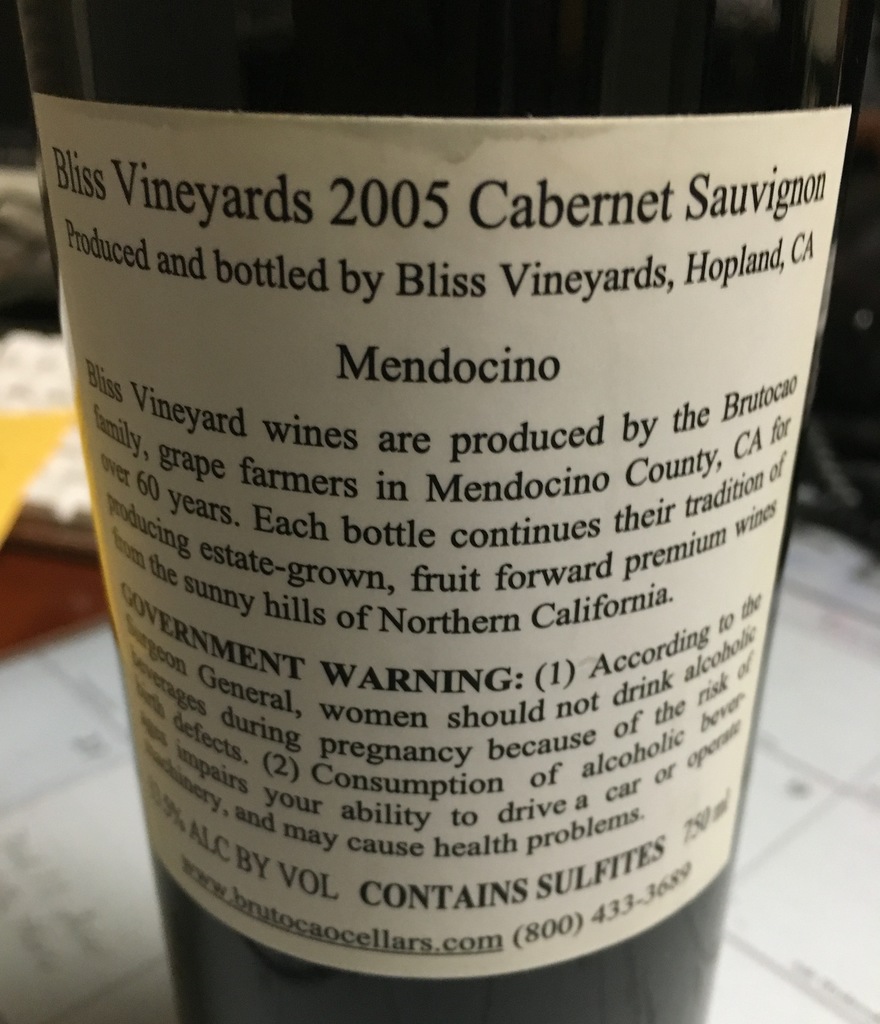 Bliss Vineyards 2005 Cabernet Sauvignon
Produced and bottled by Bliss Vineyards, Hopland, CA
Mendocino
Bliss Vineyard wines are produced by the Brutocao
family, grape farmers in Mendocino County, CA for
over 60 years. Each bottle continues their tradition of
producing estate-grown, fruit forward premium wines
from the sunny hills of Northern California.
GOVERNMENT WARNING: (1) According to the
Surgeon General, women should not drink alcoholic
beverages during pregnancy because of the risk of
birth defects. (2) Consumption of alcoholic bever-
ages impairs your ability to drive a car or operate
machinery, and may cause health problems.
ALC BY VOL CONTAINS SULFITES 750 ml
www.brutocaocellars.com (800) 433-3689